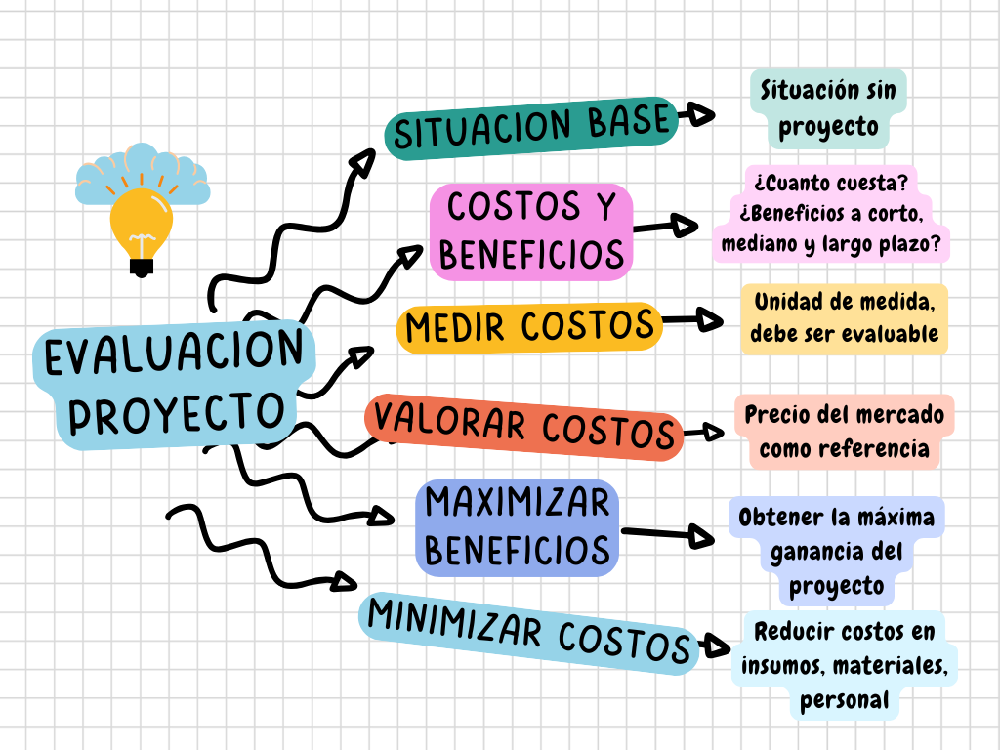 EVALUACION
PROYECTO
SITUACION BASE
Situación sin
proyecto
COSTOS Y
BENEFICIOS
¿Cuanto cuesta?
¿Beneficios a corto,
mediano y largo plazo?
MEDIR COSTOS
Unidad de medida,
debe ser evaluable
VALORAR COSTOS
Precio del mercado
como referencia
MAXIMIZAR
BENEFICIOS
Obtener la máxima
ganancia del
proyecto
MINIMIZAR COSTOS
Reducir costos en
insumos, materiales,
personal